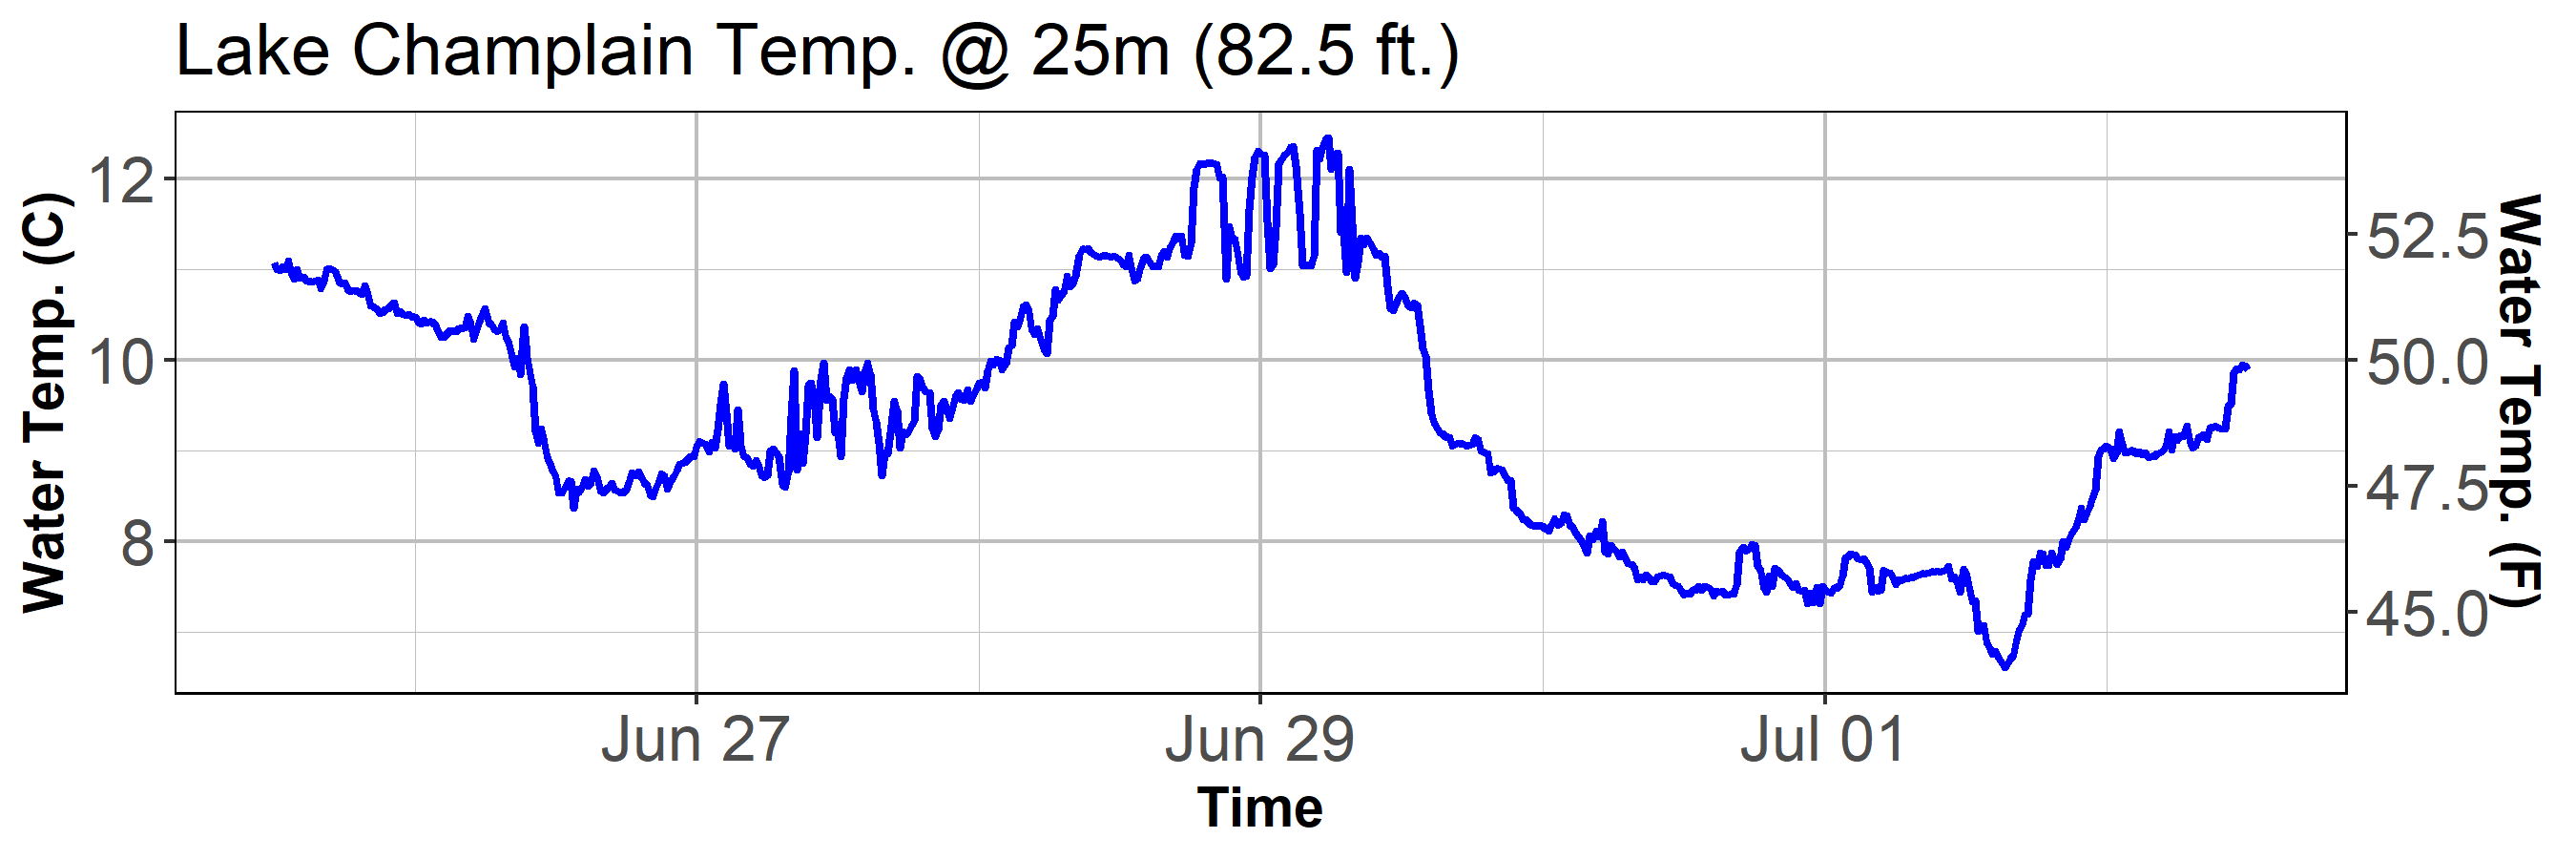 Lake Champlain Temp. @ 25m (82.5 ft.)
Water Temp. (C)
12
10
8
52.5
50.0
47.5
45.0
Water Temp. (F)
Jun 27
Jun 29
Jul 01
Time